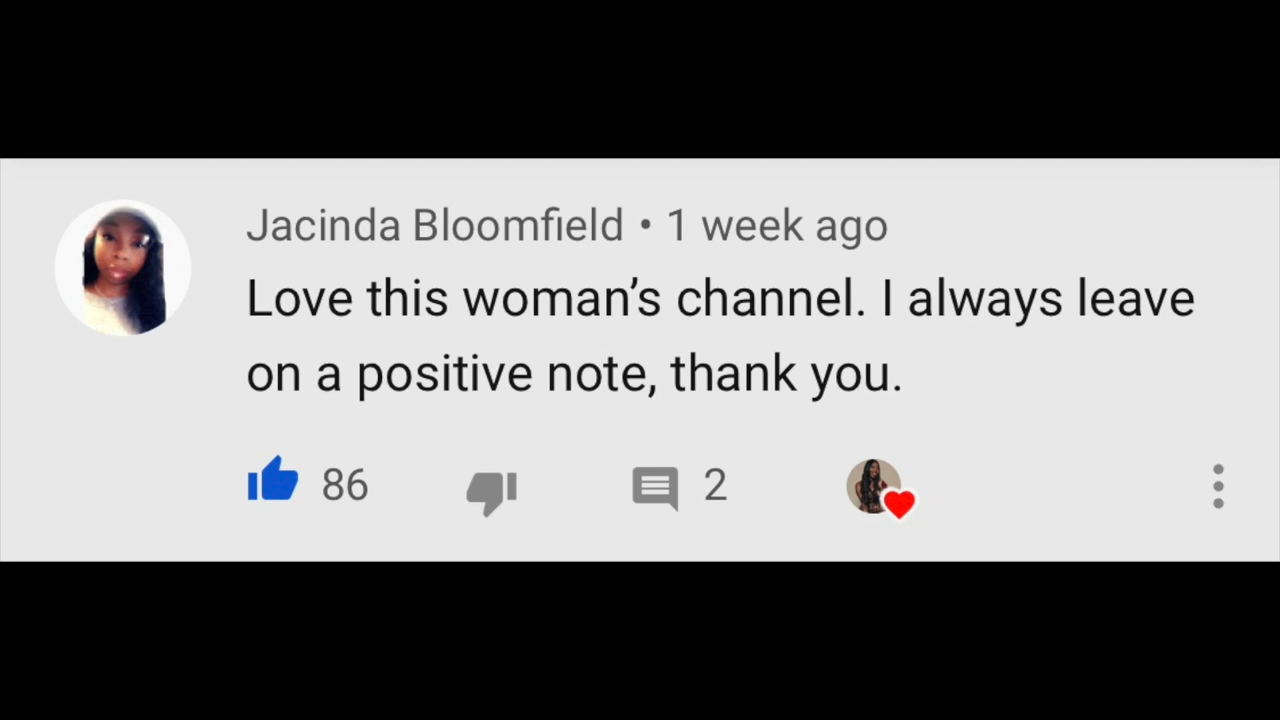 Jacinda Bloomfield • 1 week ago
Love this woman’s channel. I always leave
on a positive note, thank you.
86 2